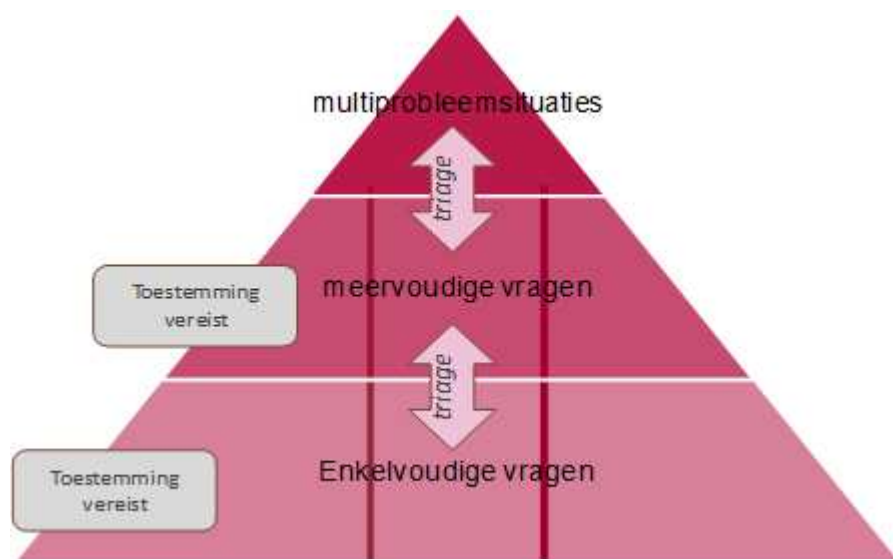 multiprobleemsituaties
triage
Toestemming
vereist
meervoudige vragen
triage
Toestemming
vereist
Enkelvoudige vragen